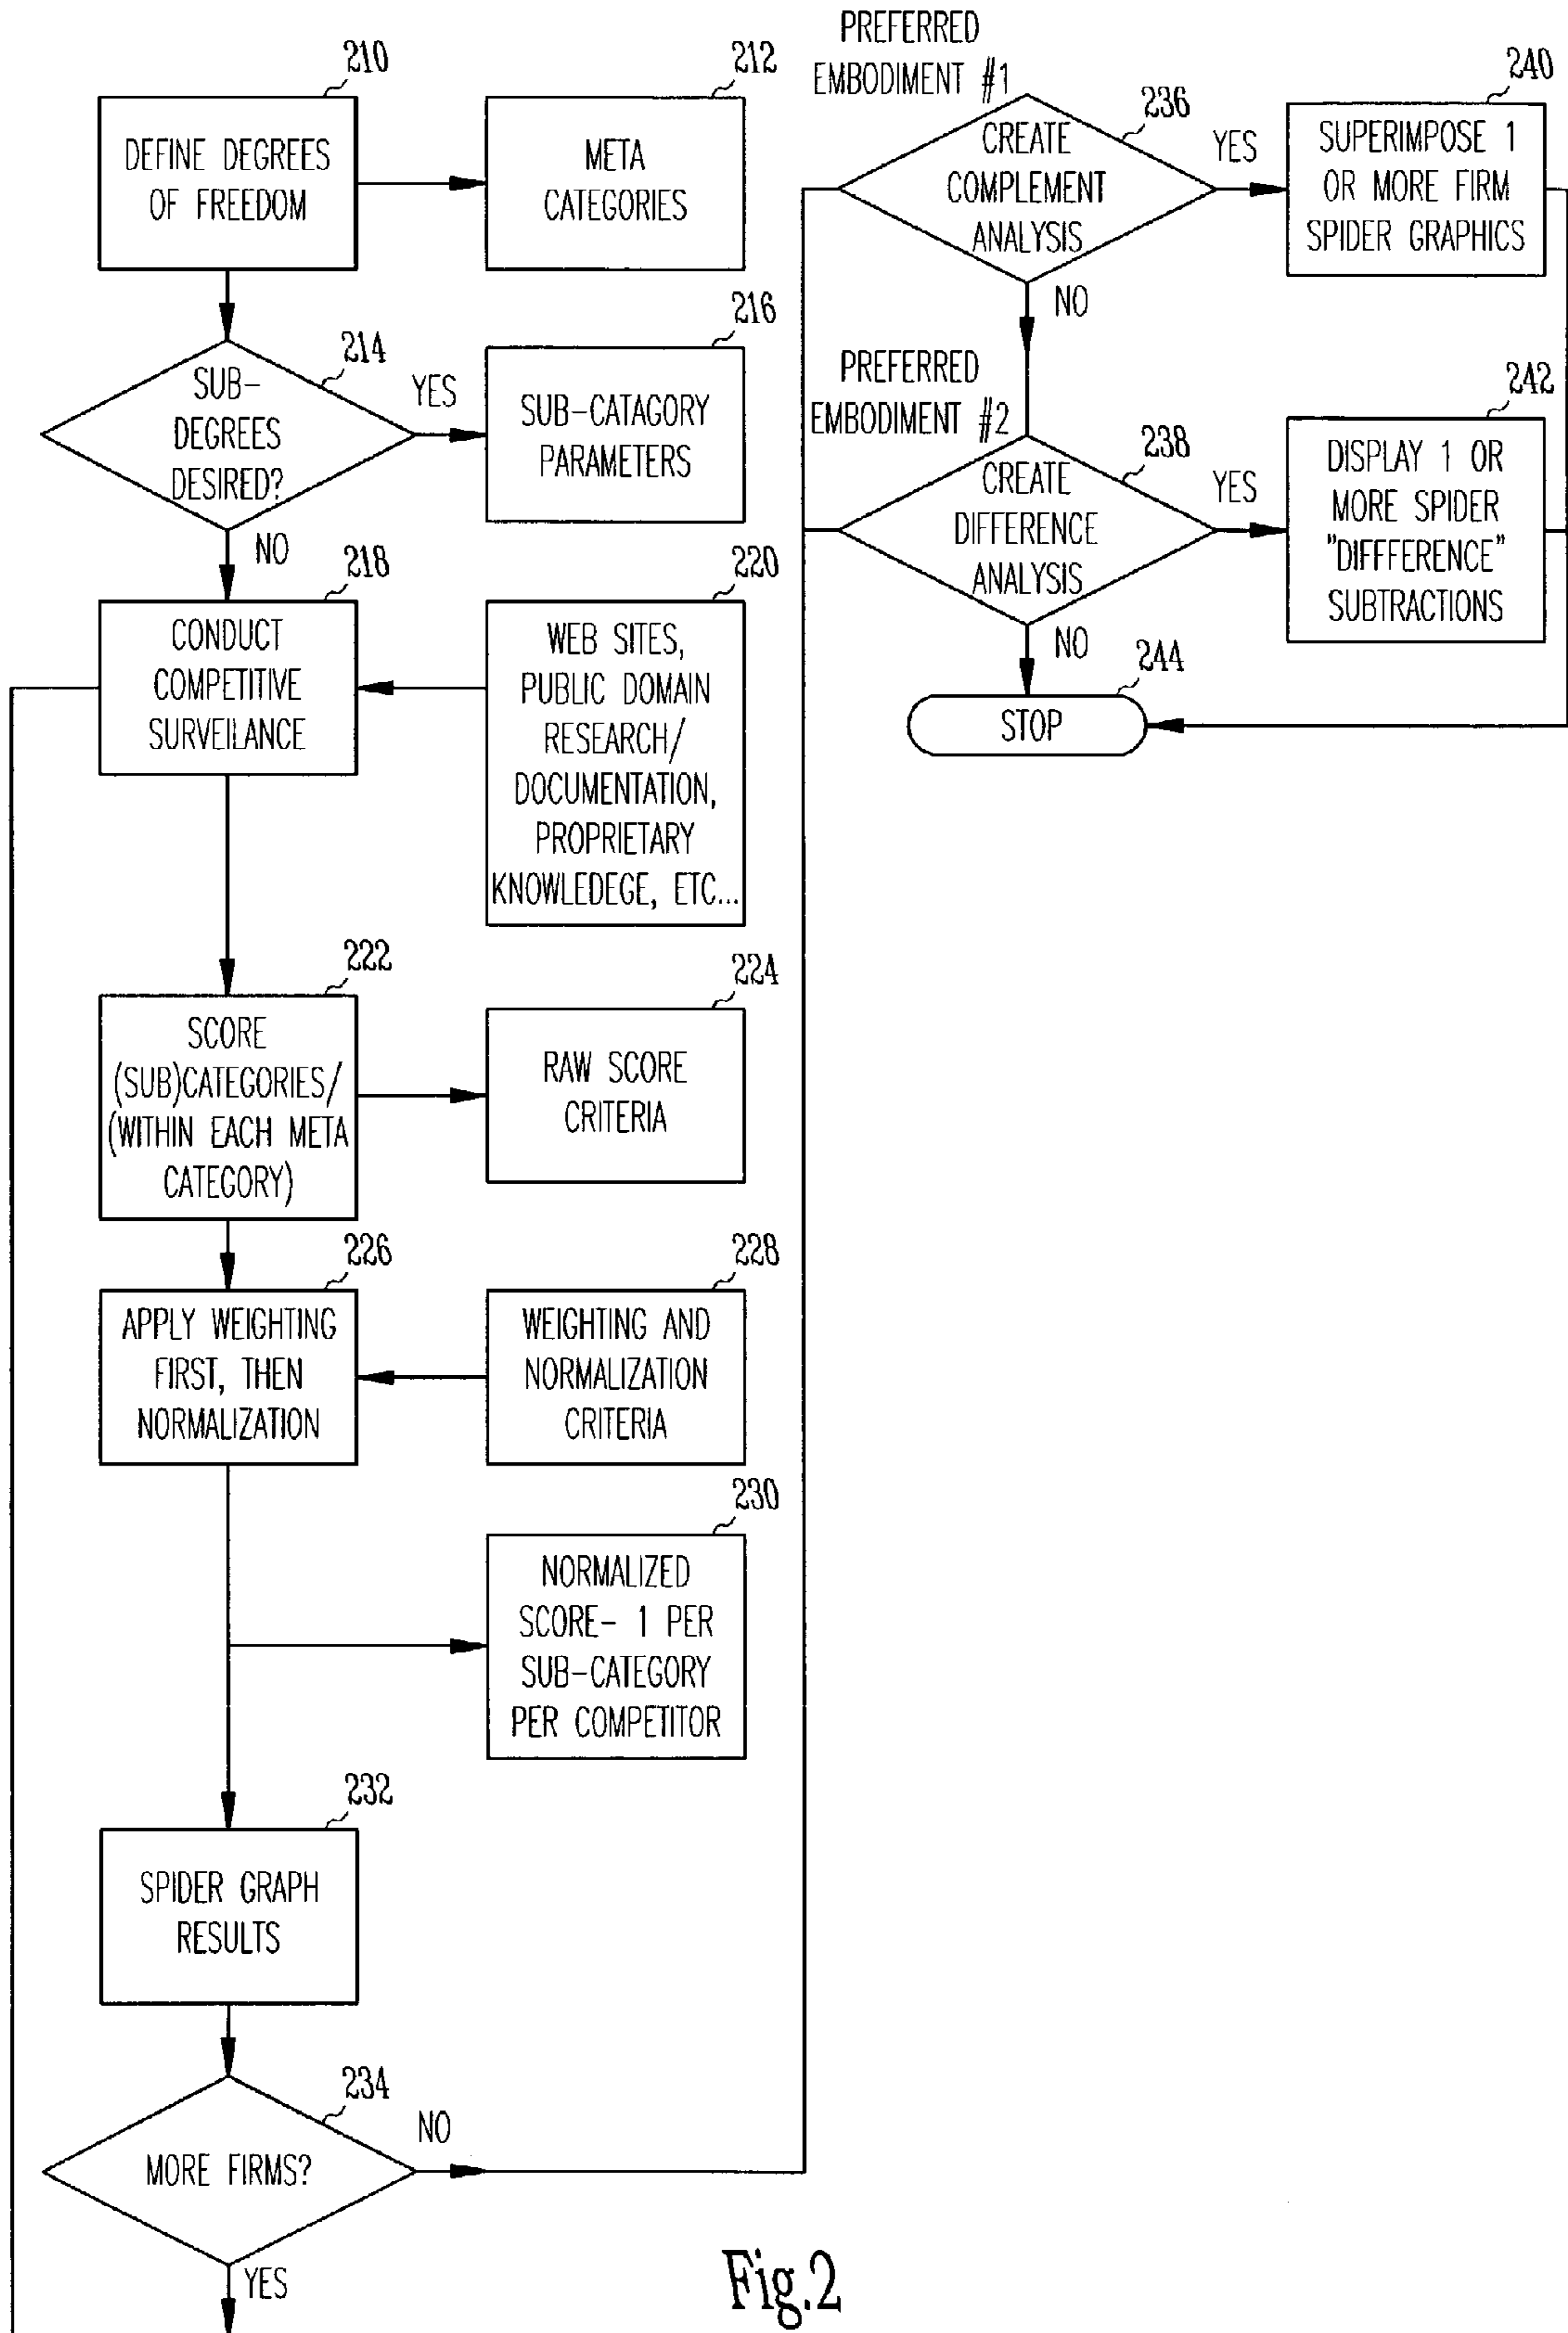 210
DEFINE DEGREES
OF FREEDOM
212
META
CATEGORIES
214
SUB-
DEGREES
DESIRED?
YES
NO
216
SUB-CATAGORY
PARAMETERS
218
CONDUCT
COMPETITIVE
SURVEILANCE
220
WEB SITES,
PUBLIC DOMAIN
RESEARCH/
DOCUMENTATION,
PROPRIETARY
KNOWLEDEGE, ETC...
222
SCORE
(SUB)CATEGORIES/
(WITHIN EACH META
CATEGORY)
224
RAW SCORE
CRITERIA
226
APPLY WEIGHTING
FIRST, THEN
NORMALIZATION
228
WEIGHTING AND
NORMALIZATION
CRITERIA
230
NORMALIZED
SCORE- 1 PER
SUB-CATEGORY
PER COMPETITOR
232
SPIDER GRAPH
RESULTS
234
MORE FIRMS?
NO
YES
PREFERRED
EMBODIMENT #1
236
CREATE
COMPLEMENT
ANALYSIS
YES
NO
240
SUPERIMPOSE 1
OR MORE FIRM
SPIDER GRAPHICS
PREFERRED
EMBODIMENT #2
238
CREATE
DIFFERENCE
ANALYSIS
YES
NO
242
DISPLAY 1 OR
MORE SPIDER
"DIFFFERENCE"
SUBTRACTIONS
244
STOP
Fig.2